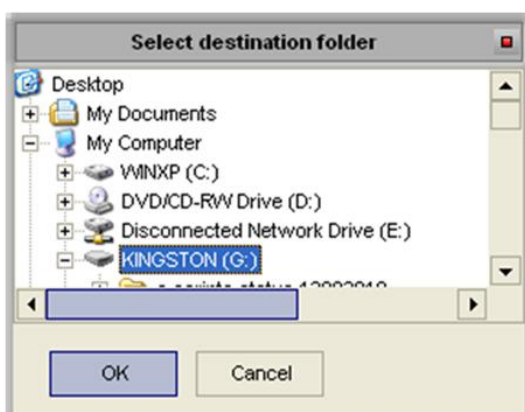 Select destination folder
Desktop
My Documents
My Computer
WINXP (C:)
DVD/CD-RW Drive (D:)
Disconnected Network Drive (E:)
KINGSTON (G:)
OK
Cancel